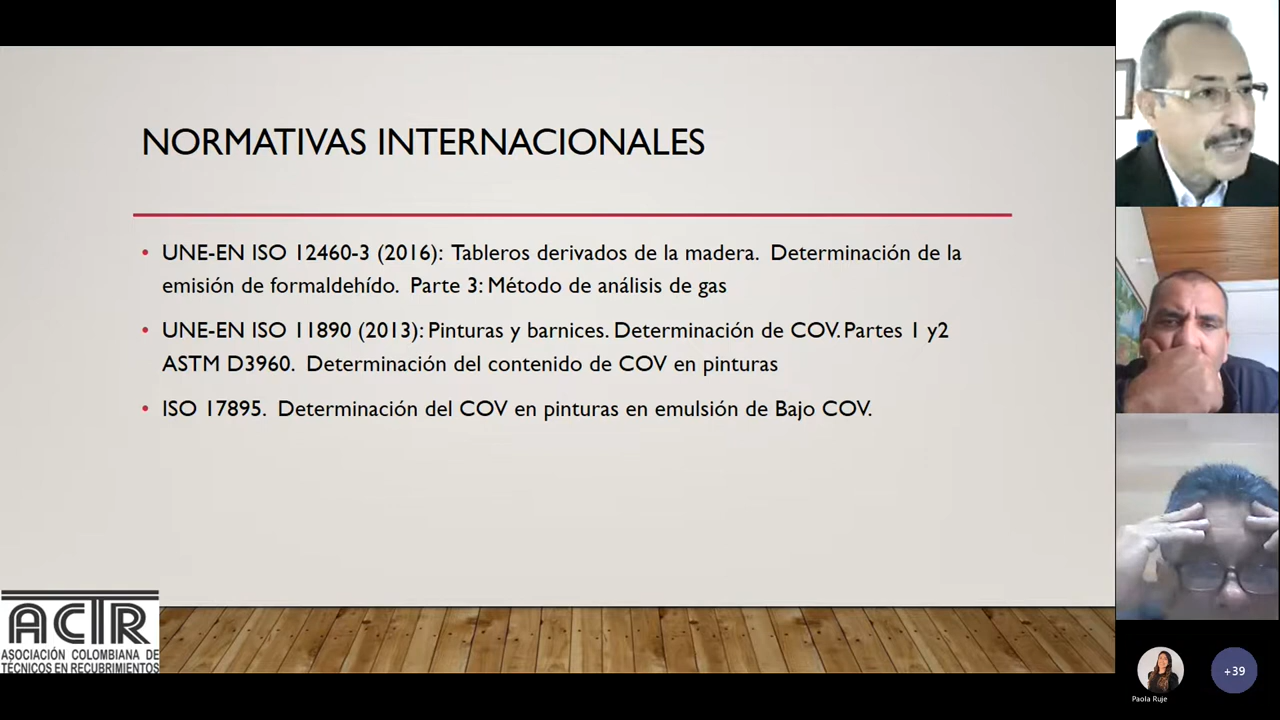 NORMATIVAS INTERNACIONALES
• UNE-EN ISO 12460-3 (2016): Tableros derivados de la madera. Determinación de la
emisión de formaldehído. Parte 3: Método de análisis de gas
• UNE-EN ISO 11890 (2013): Pinturas y barnices. Determinación de COV. Partes 1 y2
ASTM D3960. Determinación del contenido de COV en pinturas
• ISO 17895. Determinación del COV en pinturas en emulsión de Bajo COV.
ACTR
ASOCIACIÓN COLOMBIANA DE
TÉCNICOS EN RECUBRIMIENTOS
Paola Ruje
+39